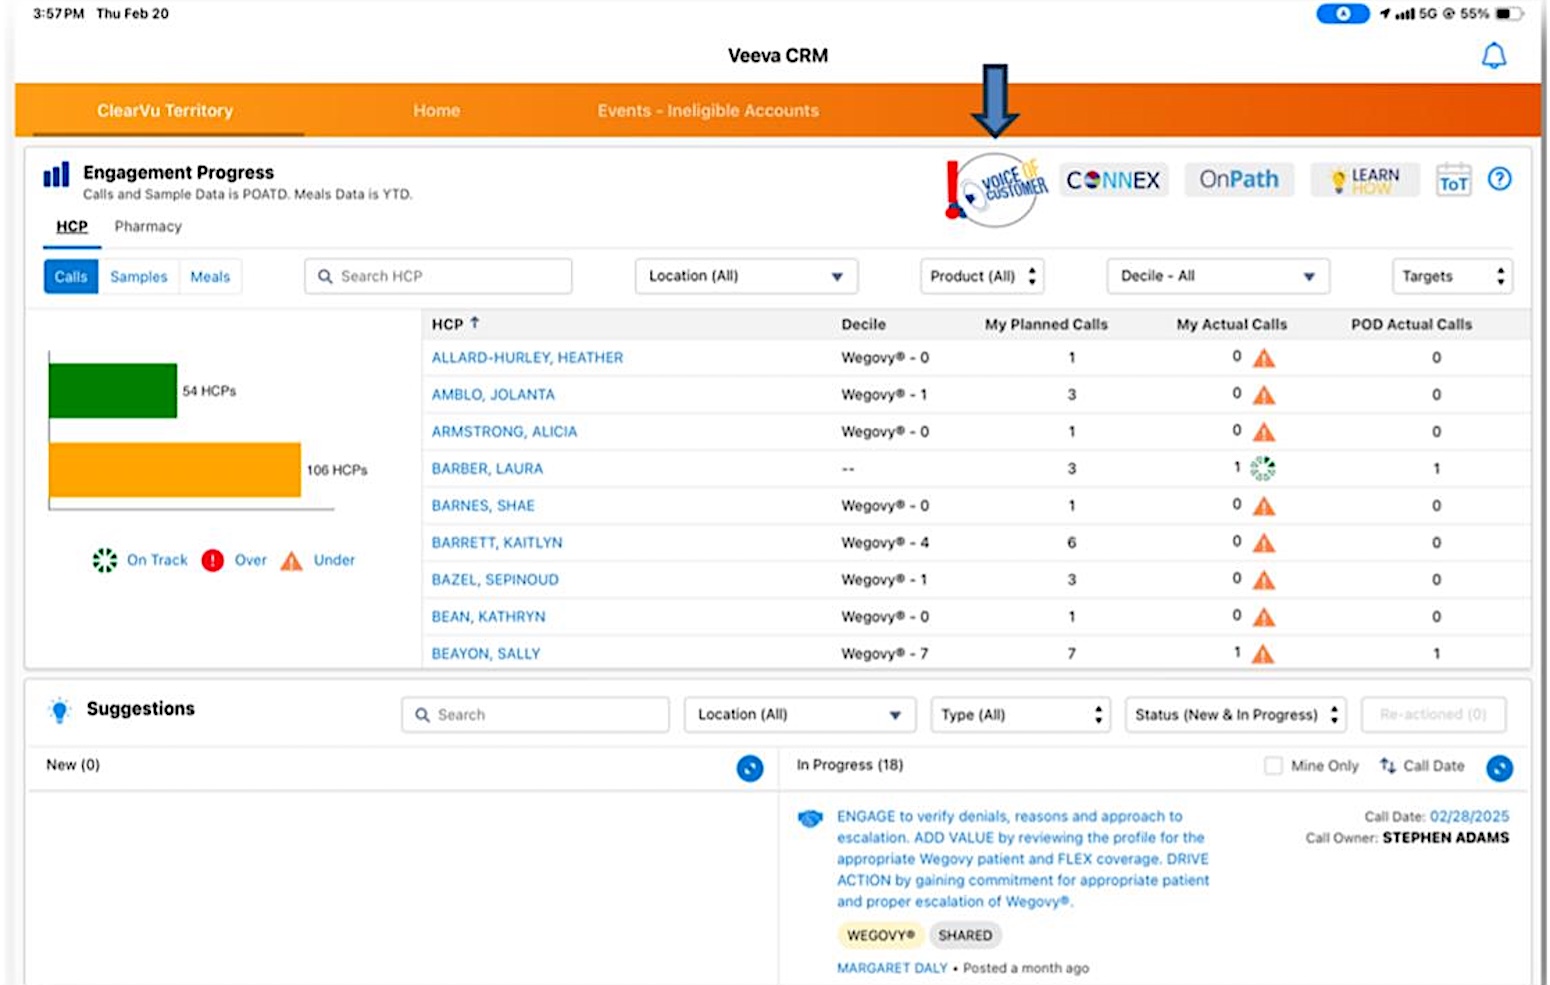 3:57 PM Thu Feb 20
5G 55%
Veeva CRM
ClearVu Territory Home Events - Ineligible Accounts
Engagement Progress
Calls and Sample Data is POATD. Meals Data is YTD.
VOICE OF CUSTOMER CONNEX OnPath LEARN HOW ToT ?
HCP Pharmacy
Calls Samples Meals Search HCP Location (All) Product (All) Decile - All Targets
HCP ↑ Decile My Planned Calls My Actual Calls POD Actual Calls
ALLARD-HURLEY, HEATHER Wegovy® - 0 1 0 0
AMBLO, JOLANTA Wegovy® - 1 3 0 0
ARMSTRONG, ALICIA Wegovy® - 0 1 0 0
BARBER, LAURA -- 3 1 1
BARNES, SHAE Wegovy® - 0 1 0 0
BARRETT, KAITLYN Wegovy® - 4 6 0 0
BAZEL, SEPINOUD Wegovy® - 1 3 0 0
BEAN, KATHRYN Wegovy® - 0 1 0 0
BEAYON, SALLY Wegovy® - 7 7 1 1
54 HCPs
106 HCPs
On Track Over Under
Suggestions Search Location (All) Type (All) Status (New & In Progress) Re-actioned (0)
New (0)
In Progress (18) Mine Only Call Date
ENGAGE to verify denials, reasons and approach to
escalation. ADD VALUE by reviewing the profile for the
appropriate Wegovy patient and FLEX coverage. DRIVE
ACTION by gaining commitment for appropriate patient
and proper escalation of Wegovy®.
Call Date: 02/28/2025
Call Owner: STEPHEN ADAMS
WEGOVY® SHARED
MARGARET DALY • Posted a month ago